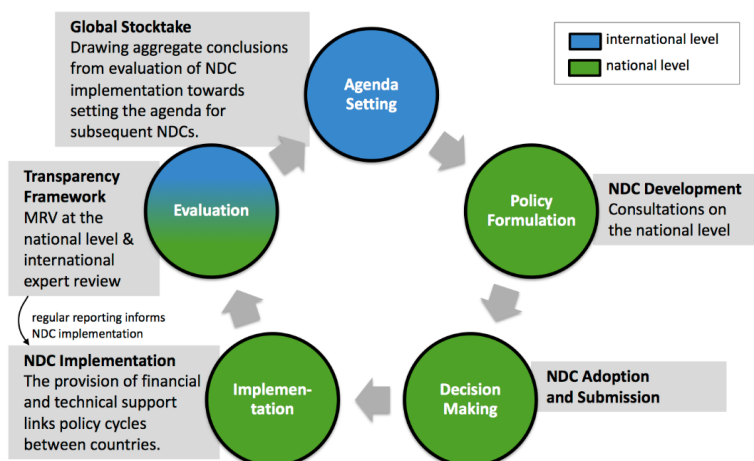 Global Stocktake
Drawing aggregate conclusions
from evaluation of NDC
implementation towards
setting the agenda for
subsequent NDCs.
Agenda
Setting
international level
national level
Transparency
Framework
MRV at the
national level &
international
expert review
Evaluation
Policy
Formulation
NDC Development
Consultations on
the national level
regular reporting informs
NDC implementation
NDC Implementation
The provision of financial
and technical support
links policy cycles
between countries.
Implemen-
tation
Decision
Making
NDC Adoption
and Submission